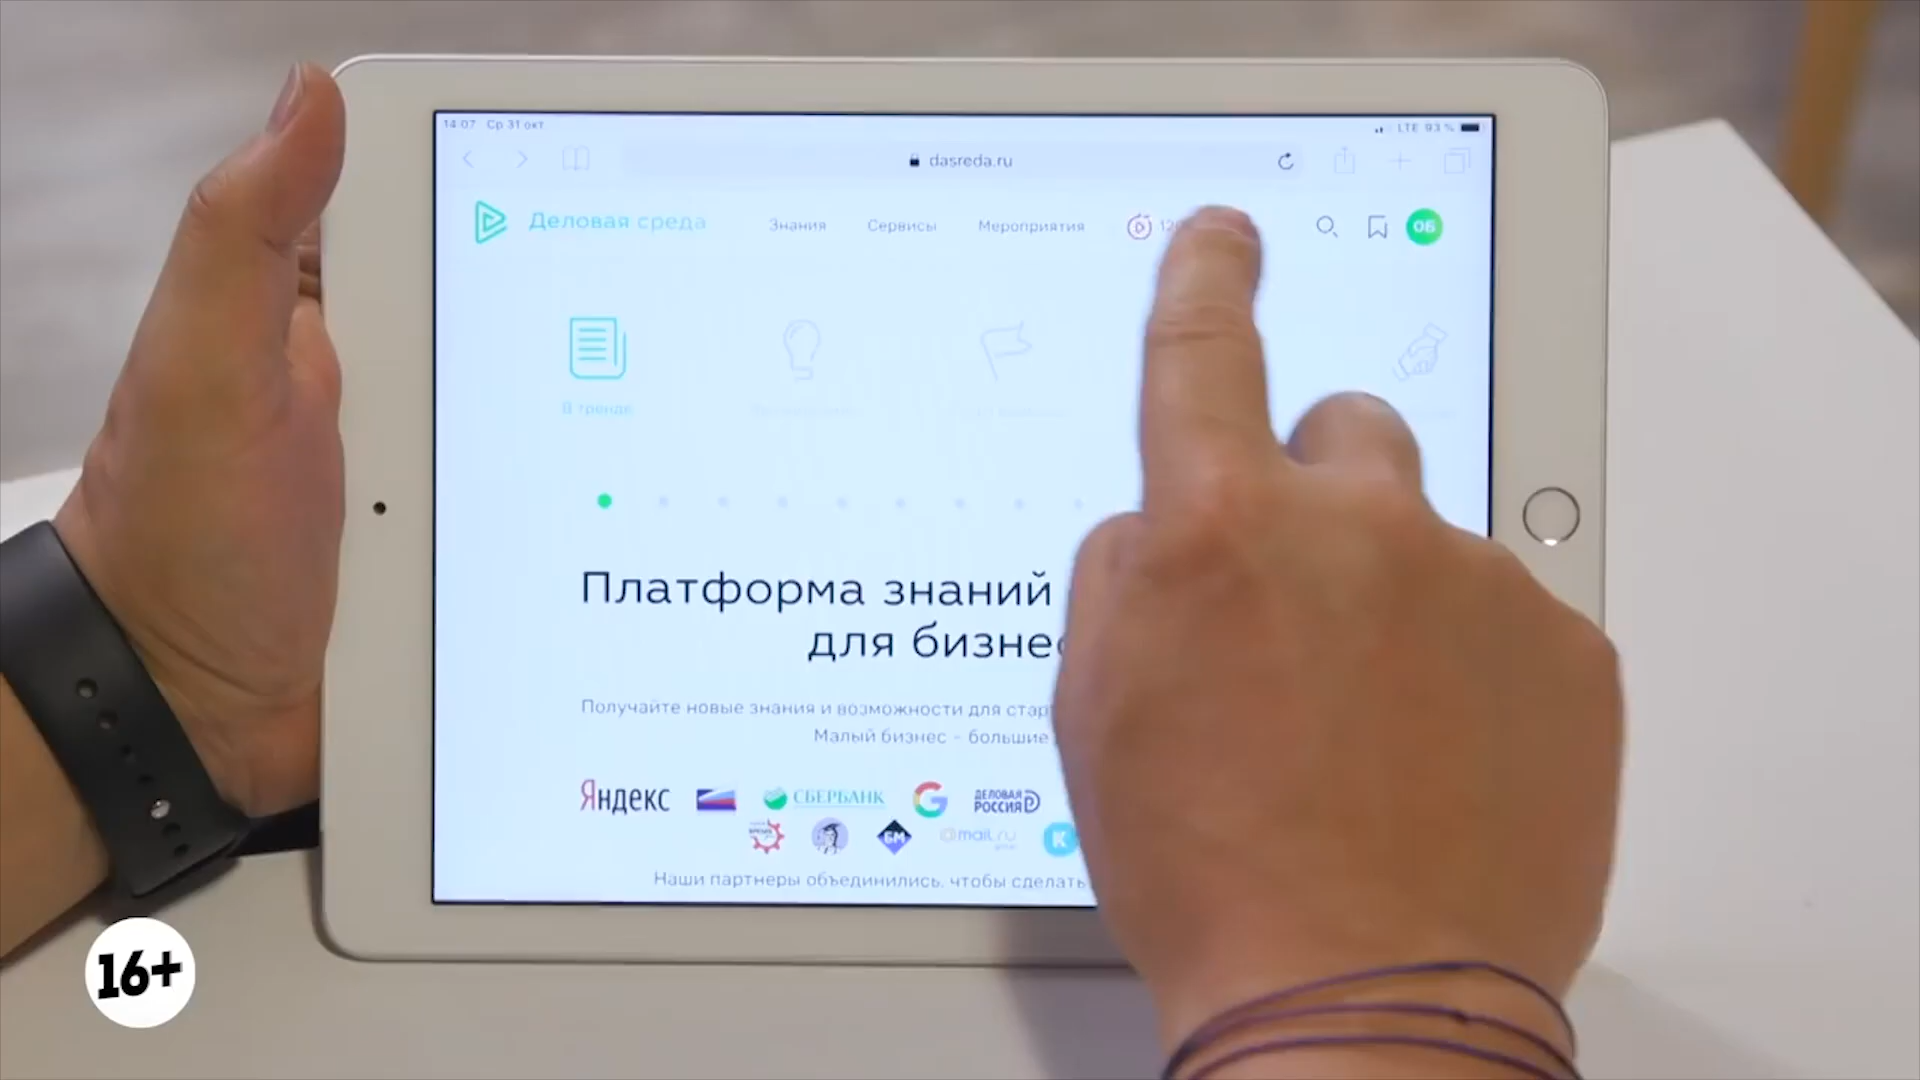 14:07 Ср 31 окт
LTE 93 %
dasreda.ru
Деловая среда
Знания
Сервисы
Мероприятия
ОБ
В тренде
Платформа знаний
для бизнес
Получайте новые знания и возможности для стар
Малый бизнес - большие
Яндекс
СБЕРБАНК
G
ДЕЛОВАЯ
РОССИЯ
БМ
@mail.ru
К
Наши партнеры объединились, чтобы сделать
16+